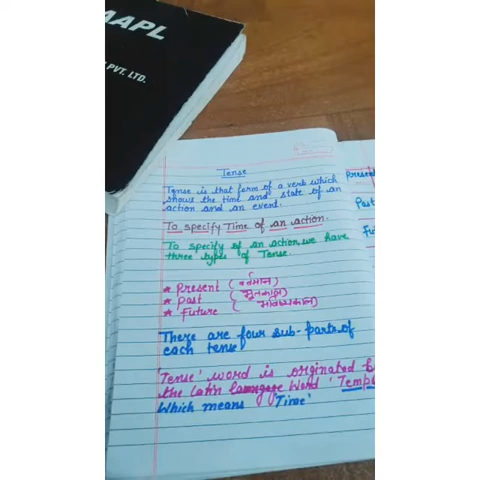 AAPL
PVT. LTD.
Tense
Tense is that form of a verb which
shows the time and state of an
action and an event.
To specify Time of an action.
To specify of an action, we have
three types of Tense.
★ Present (वर्तमान)
★ Past (भूतकाल)
★ Future (भविष्यकाल)
There are four sub-parts of
each tense
'Tense' word is originated
the Latin Word 'Temp
Which means 'Time'
Present
Past